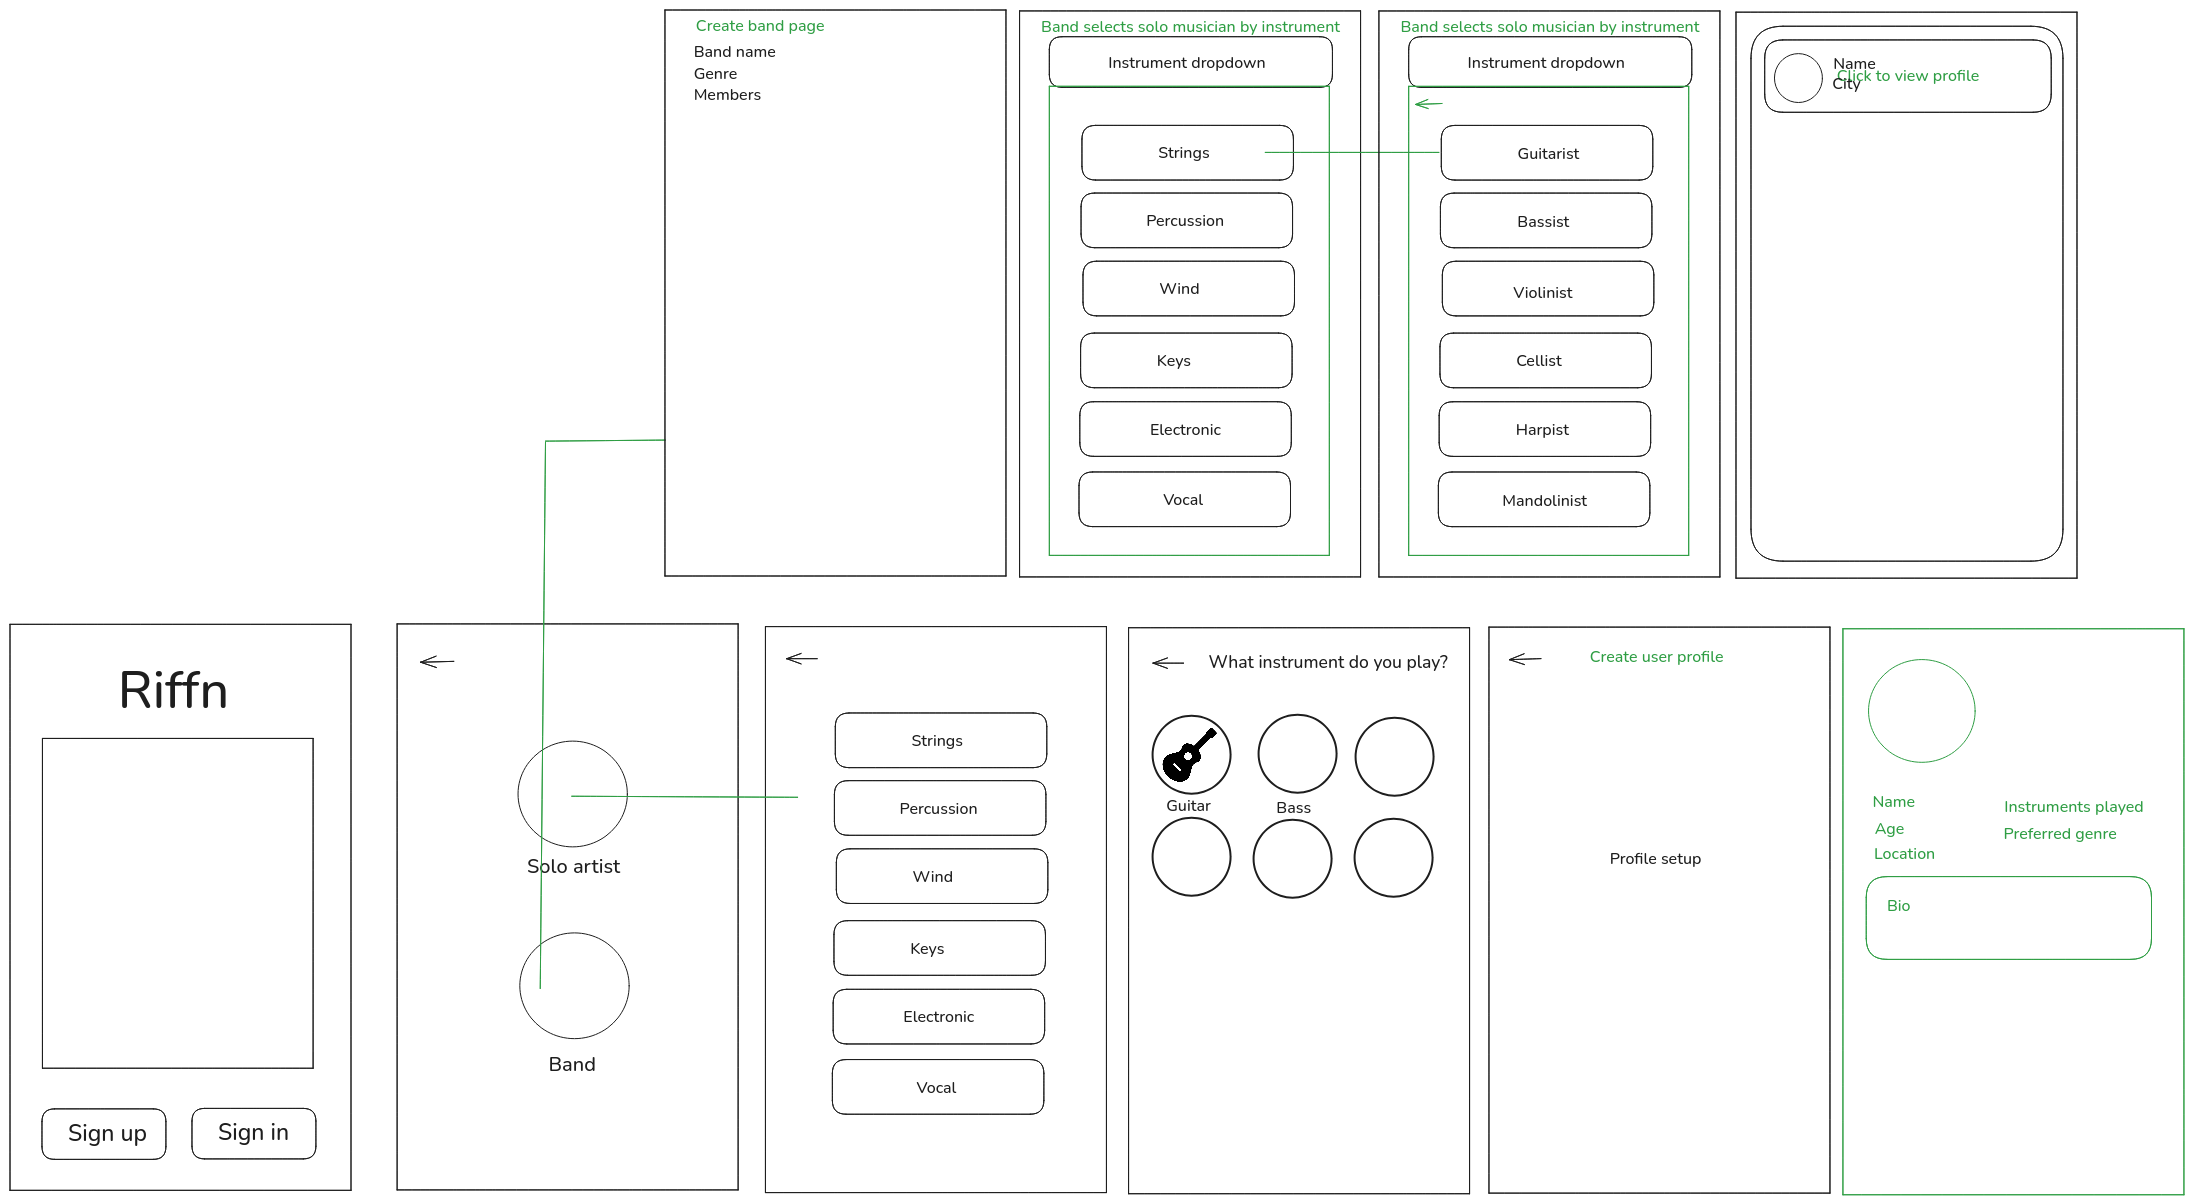 Create band page
Band name
Genre
Members
Band selects solo musician by instrument
Instrument dropdown
Strings
Percussion
Wind
Keys
Electronic
Vocal
Band selects solo musician by instrument
Instrument dropdown
Guitarist
Bassist
Violinist
Cellist
Harpist
Mandolinist
Name
Click to view profile
City
Riffn
Sign up
Sign in
Solo artist
Band
Strings
Percussion
Wind
Keys
Electronic
Vocal
What instrument do you play?
Guitar
Bass
Create user profile
Profile setup
Name
Age
Location
Instruments played
Preferred genre
Bio